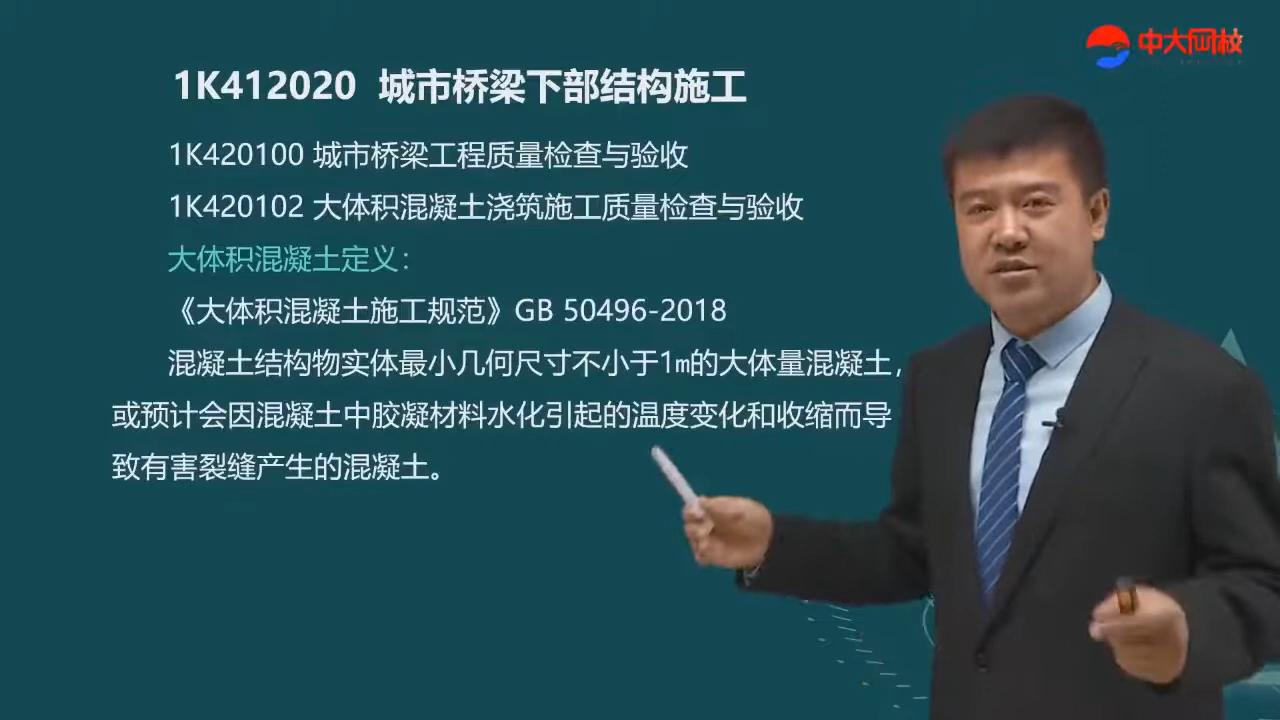 中大网校
1K412020 城市桥梁下部结构施工
1K420100 城市桥梁工程质量检查与验收
1K420102 大体积混凝土浇筑施工质量检查与验收
大体积混凝土定义：
《大体积混凝土施工规范》GB 50496-2018
混凝土结构物实体最小几何尺寸不小于1m的大体量混凝土，
或预计会因混凝土中胶凝材料水化引起的温度变化和收缩而导
致有害裂缝产生的混凝土。